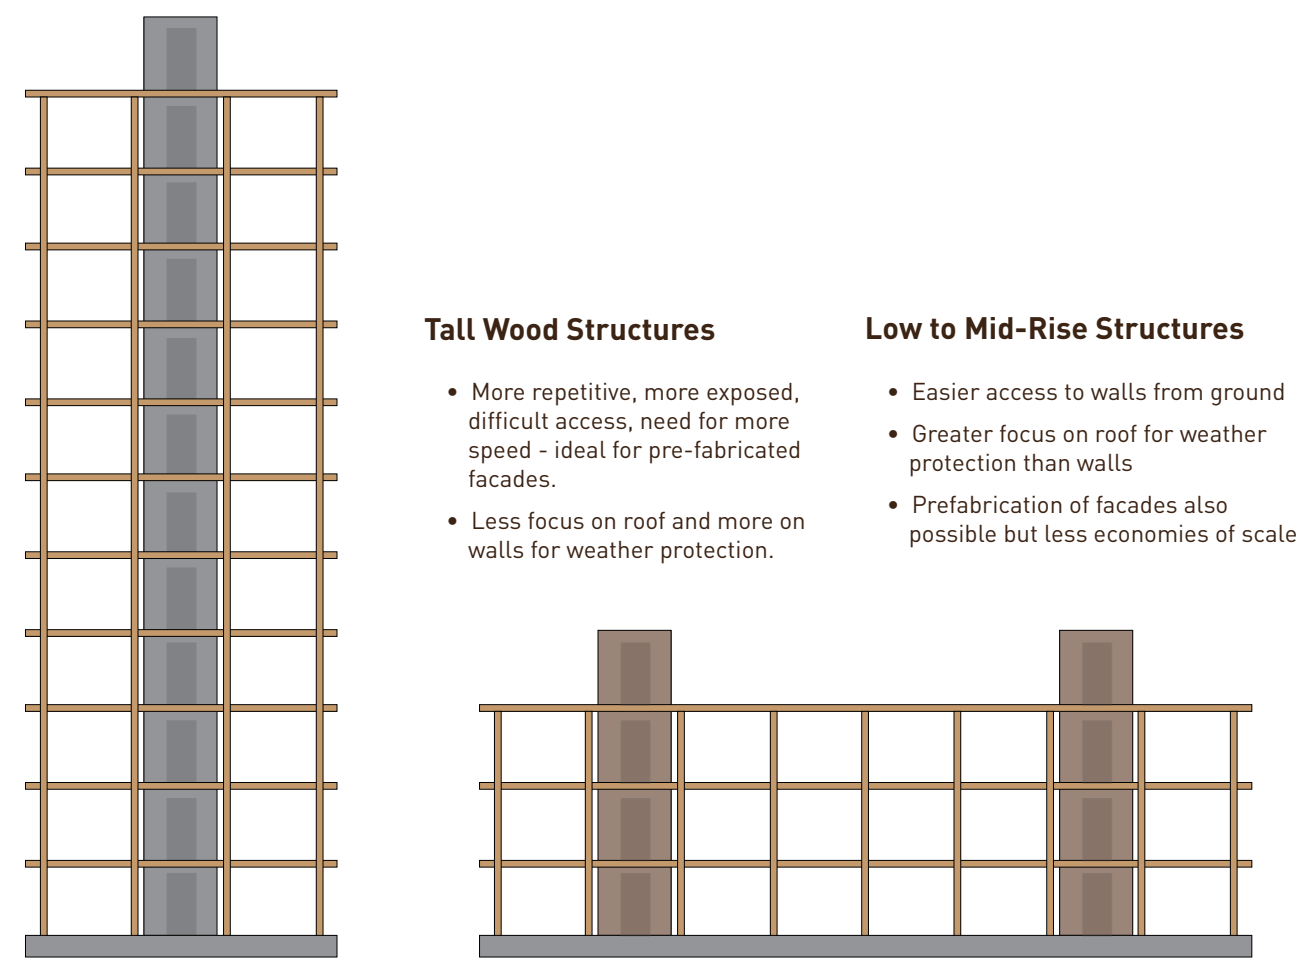 Tall Wood Structures
• More repetitive, more exposed,
difficult access, need for more
speed - ideal for pre-fabricated
facades.
• Less focus on roof and more on
walls for weather protection.
Low to Mid-Rise Structures
• Easier access to walls from ground
• Greater focus on roof for weather
protection than walls
• Prefabrication of facades also
possible but less economies of scale